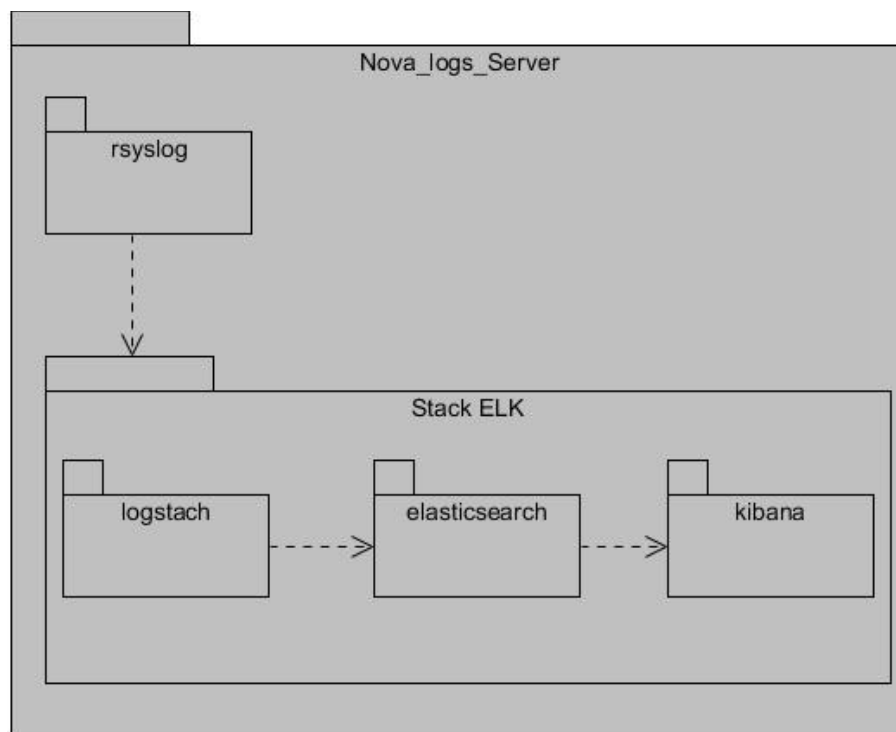 Nova_logs_Server
rsyslog
Stack ELK
logstach
elasticsearch
kibana